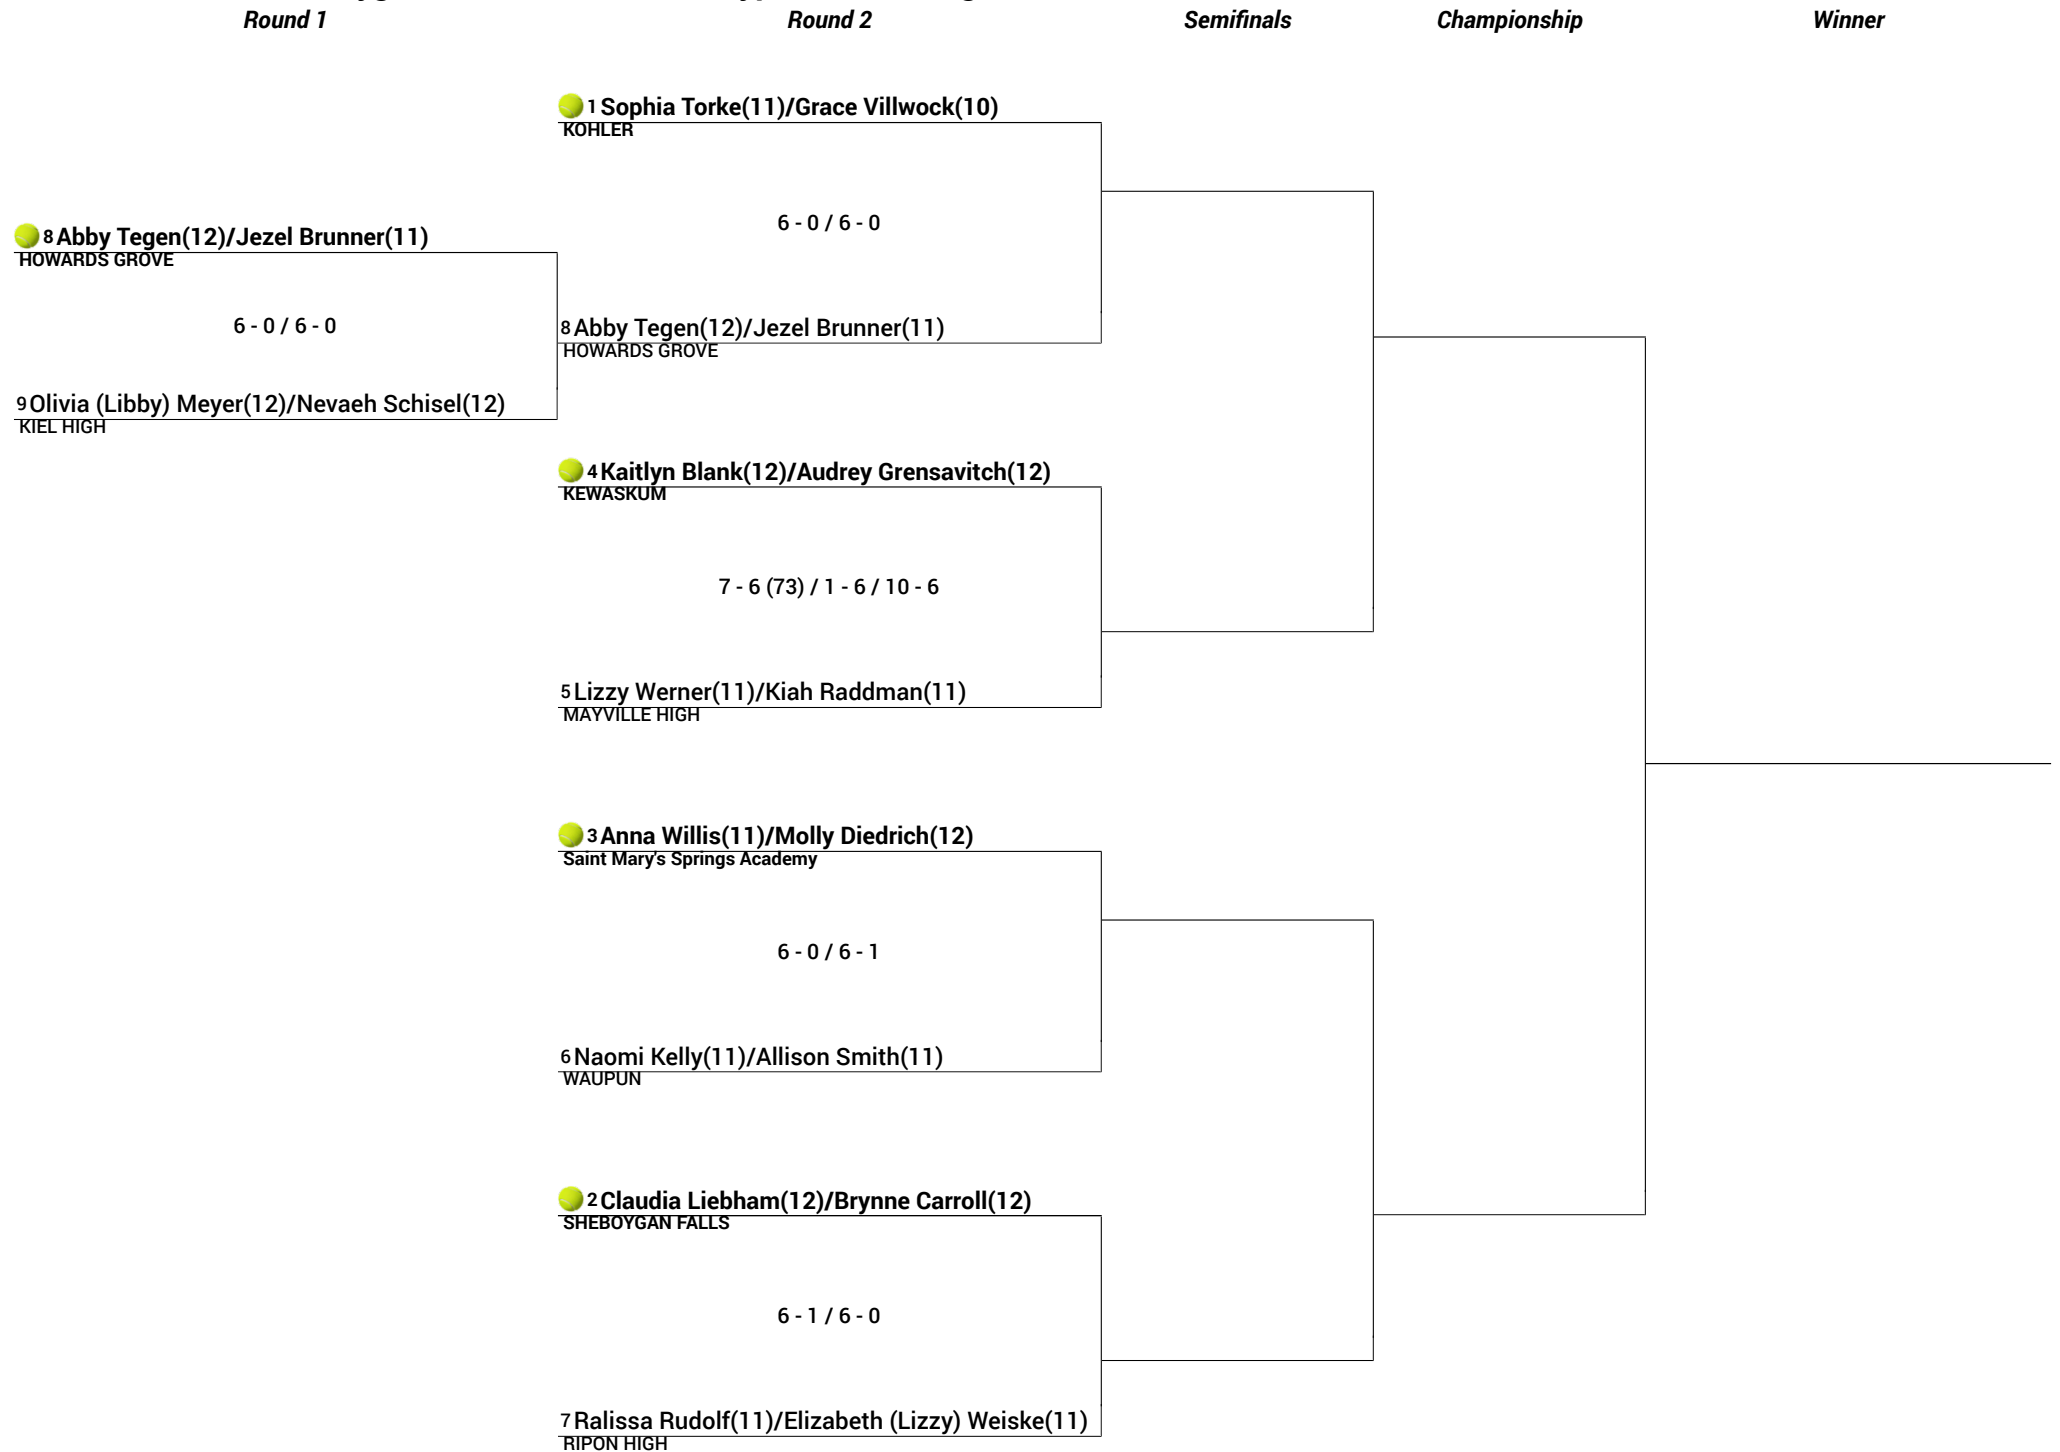 Round 1
Round 2
Semifinals
Championship
Winner
1 Sophia Torke(11)/Grace Villwock(10)
KOHLER
6 - 0 / 6 - 0
8 Abby Tegen(12)/Jezel Brunner(11)
HOWARDS GROVE
6 - 0 / 6 - 0
8 Abby Tegen(12)/Jezel Brunner(11)
HOWARDS GROVE
9 Olivia (Libby) Meyer(12)/Nevaeh Schisel(12)
KIEL HIGH
4 Kaitlyn Blank(12)/Audrey Grensavitch(12)
KEWASKUM
7 - 6 (73) / 1 - 6 / 10 - 6
5 Lizzy Werner(11)/Kiah Raddman(11)
MAYVILLE HIGH
3 Anna Willis(11)/Molly Diedrich(12)
Saint Mary's Springs Academy
6 - 0 / 6 - 1
6 Naomi Kelly(11)/Allison Smith(11)
WAUPUN
2 Claudia Liebham(12)/Brynne Carroll(12)
SHEBOYGAN FALLS
6 - 1 / 6 - 0
7 Ralissa Rudolf(11)/Elizabeth (Lizzy) Weiske(11)
RIPON HIGH